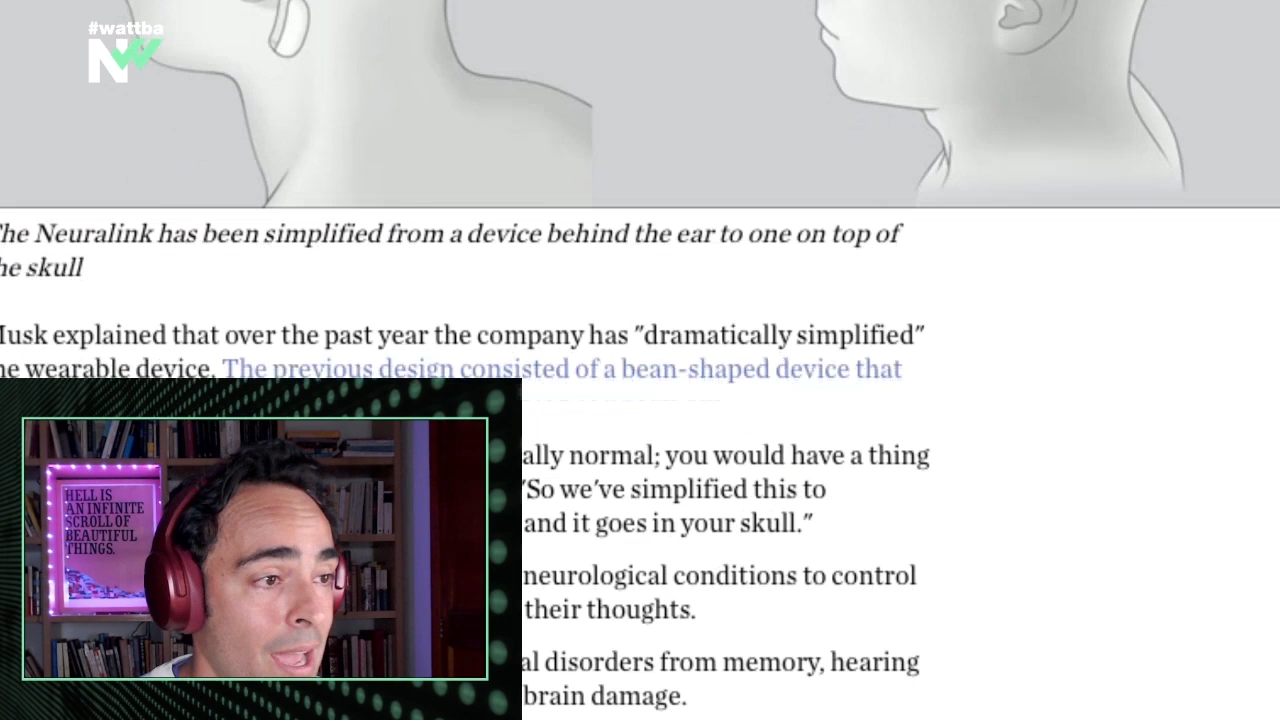 #wattba
NW
he Neuralink has been simplified from a device behind the ear to one on top of
he skull
usk explained that over the past year the company has "dramatically simplified"
he wearable device. The previous design consisted of a bean-shaped device that
ally normal; you would have a thing
"So we've simplified this to
and it goes in your skull."
neurological conditions to control
their thoughts.
al disorders from memory, hearing
brain damage.
HELL IS
AN INFINITE
SCROLL OF
BEAUTIFUL
THINGS.